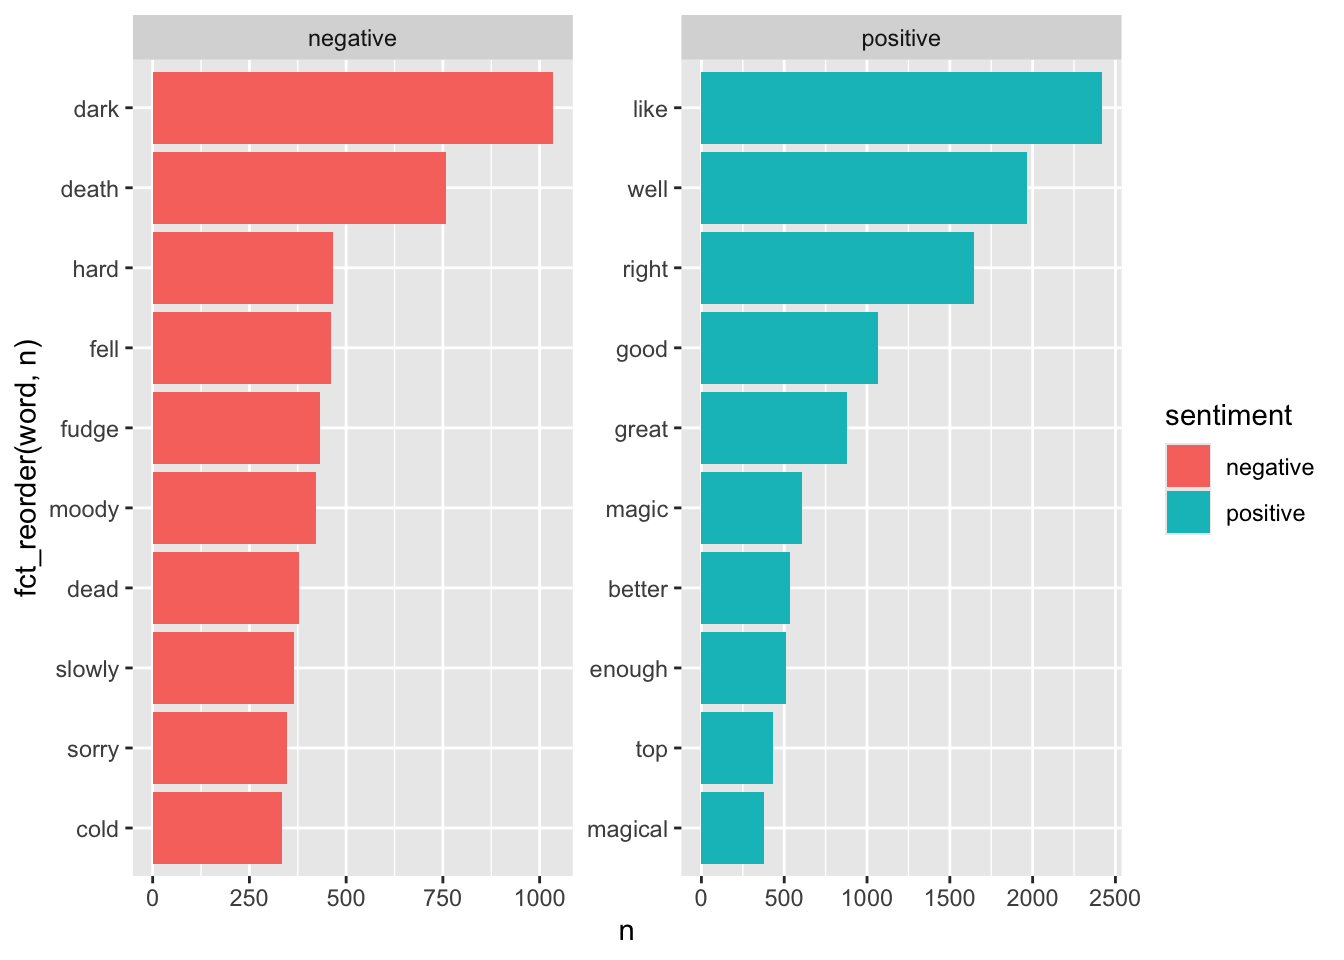 negative
positive
fct_reorder(word, n)
dark
death
hard
fell
fudge
moody
dead
slowly
sorry
cold
like
well
right
good
great
magic
better
enough
top
magical
0 250 500 750 1000
0 500 1000 1500 2000 2500
n
sentiment
negative
positive